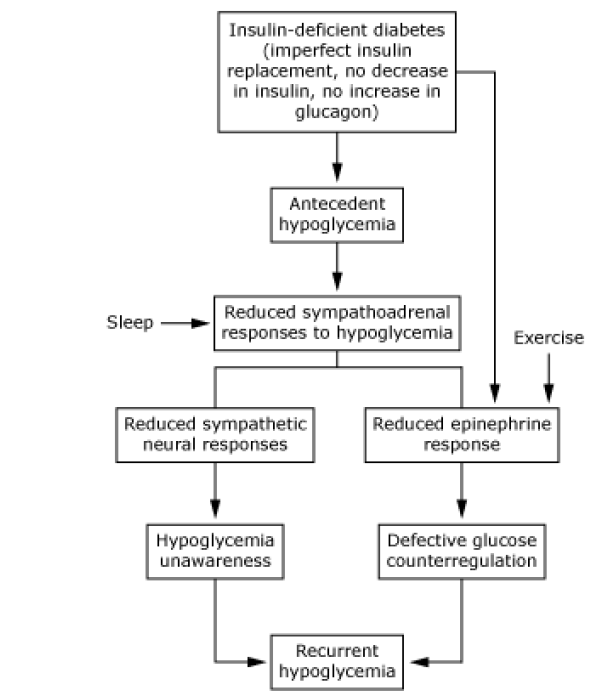 Insulin-deficient diabetes
(imperfect insulin
replacement, no decrease
in insulin, no increase in
glucagon)
Antecedent
hypoglycemia
Sleep
Reduced sympathoadrenal
responses to hypoglycemia
Exercise
Reduced sympathetic
neural responses
Reduced epinephrine
response
Hypoglycemia
unawareness
Defective glucose
counterregulation
Recurrent
hypoglycemia